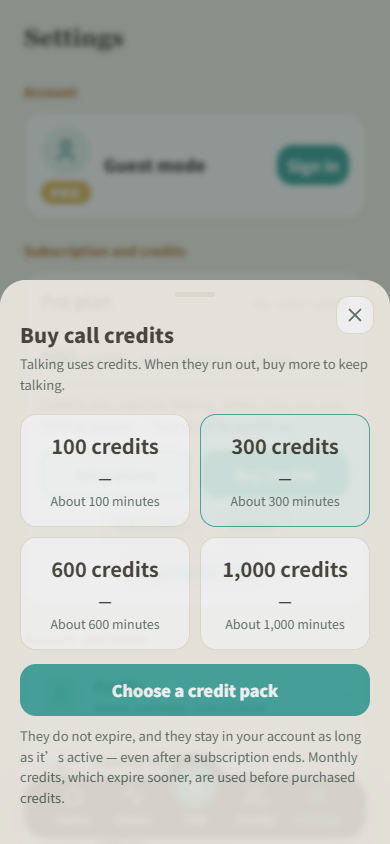 Settings
Account
Guest mode
Sign in
Subscription and credits
Buy call credits
Talking uses credits. When they run out, buy more to keep
talking.
100 credits
—
About 100 minutes
300 credits
—
About 300 minutes
600 credits
—
About 600 minutes
1,000 credits
—
About 1,000 minutes
Choose a credit pack
They do not expire, and they stay in your account as long
as it’s active — even after a subscription ends. Monthly
credits, which expire sooner, are used before purchased
credits.